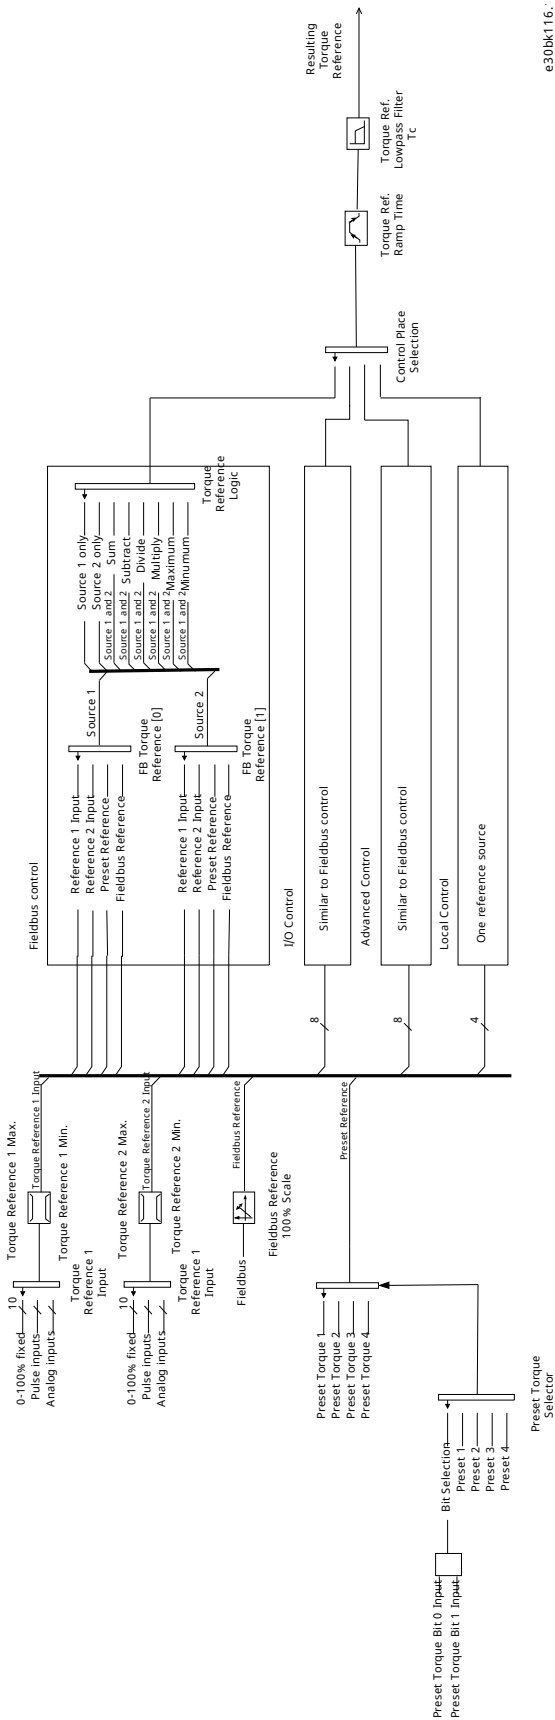 Preset Torque Bit 0 Input
Preset Torque Bit 1 Input
Bit Selection
Preset 1
Preset 2
Preset 3
Preset 4
Preset Torque
Selector
0-100% fixed
Pulse inputs
Analog inputs
10
Torque
Reference 1
Input
Torque Reference 1 Max.
Torque Reference 1 Min.
Torque Reference 1 Input
0-100% fixed
Pulse inputs
Analog inputs
10
Torque
Reference 1
Input
Torque Reference 2 Max.
Torque Reference 2 Min.
Torque Reference 2 Input
Fieldbus
Fieldbus Reference
100% Scale
Fieldbus Reference
Preset Torque 1
Preset Torque 2
Preset Torque 3
Preset Torque 4
Preset Reference
Fieldbus control
Reference 1 Input
Reference 2 Input
Preset Reference
Fieldbus Reference
FB Torque
Reference [0]
Source 1
Reference 1 Input
Reference 2 Input
Preset Reference
Fieldbus Reference
FB Torque
Reference [1]
Source 2
Source 1 only
Source 2 only
Source 1 and 2 Sum
Source 1 and 2 Subtract
Source 1 and 2 Divide
Source 1 and 2 Multiply
Source 1 and 2 Maximum
Source 1 and 2 Minumum
Torque
Reference
Logic
I/O Control
8
Similar to Fieldbus control
Advanced Control
8
Similar to Fieldbus control
Local Control
4
One reference source
Control Place
Selection
Torque Ref.
Ramp Time
Torque Ref.
Lowpass Filter
Tc
Resulting
Torque
Reference
e30bk116.